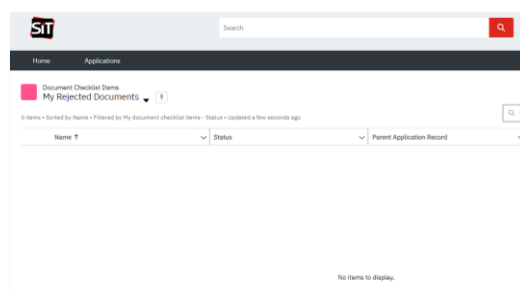 SiT
Search
Home Applications
Document Checklist Items
My Rejected Documents
0 items • Sorted by Name • Filtered by My document checklist items - Status • Updated a few seconds ago
Name ↑ Status Parent Application Record
No items to display.